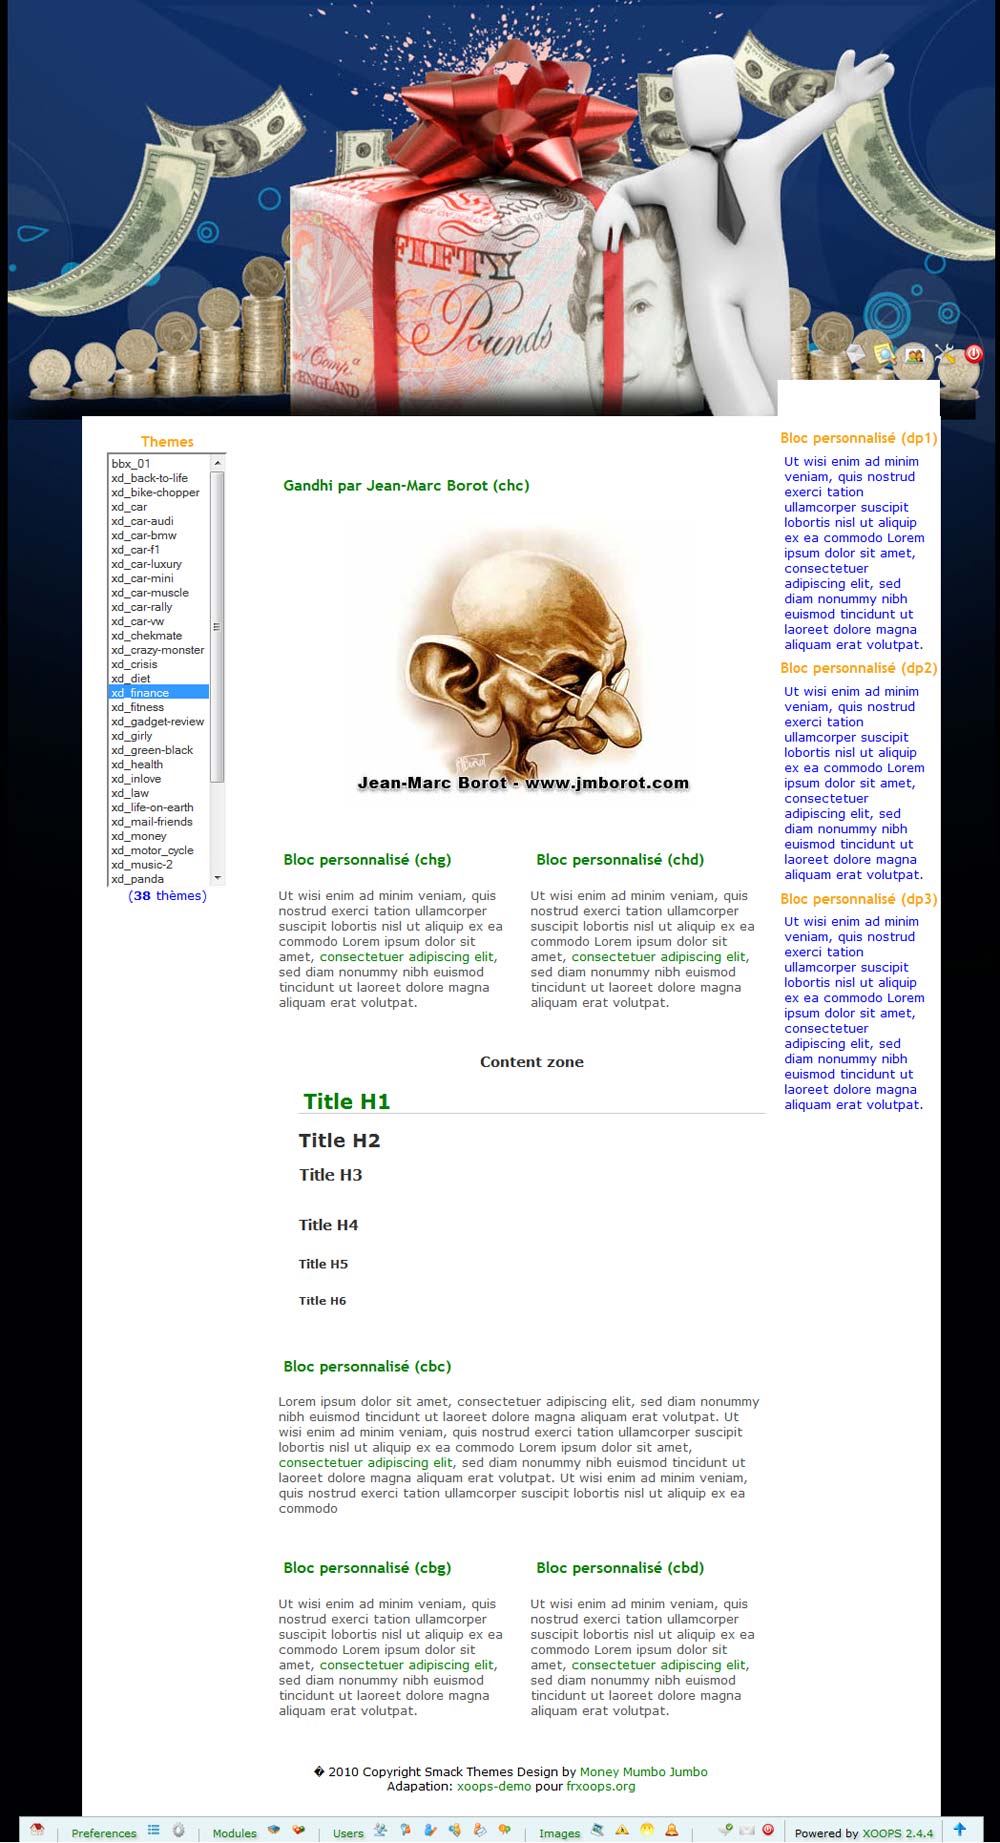 FIFTY
Pounds
and Comp.a
ENGLAND
Themes
bbx_01
xd_back-to-life
xd_bike-chopper
xd_car
xd_car-audi
xd_car-bmw
xd_car-f1
xd_car-luxury
xd_car-mini
xd_car-muscle
xd_car-rally
xd_car-vw
xd_chekmate
xd_crazy-monster
xd_crisis
xd_diet
xd_finance
xd_fitness
xd_gadget-review
xd_girly
xd_green-black
xd_health
xd_inlove
xd_law
xd_life-on-earth
xd_mail-friends
xd_money
xd_motor_cycle
xd_music-2
xd_panda
(38 thèmes)
Gandhi par Jean-Marc Borot (chc)
Jean-Marc Borot - www.jmborot.com
Bloc personnalisé (chg)
Ut wisi enim ad minim veniam, quis
nostrud exerci tation ullamcorper
suscipit lobortis nisl ut aliquip ex ea
commodo Lorem ipsum dolor sit
amet, consectetuer adipiscing elit,
sed diam nonummy nibh euismod
tincidunt ut laoreet dolore magna
aliquam erat volutpat.
Bloc personnalisé (chd)
Ut wisi enim ad minim veniam, quis
nostrud exerci tation ullamcorper
suscipit lobortis nisl ut aliquip ex ea
commodo Lorem ipsum dolor sit
amet, consectetuer adipiscing elit,
sed diam nonummy nibh euismod
tincidunt ut laoreet dolore magna
aliquam erat volutpat.
Content zone
Title H1
Title H2
Title H3
Title H4
Title H5
Title H6
Bloc personnalisé (cbc)
Lorem ipsum dolor sit amet, consectetuer adipiscing elit, sed diam nonummy
nibh euismod tincidunt ut laoreet dolore magna aliquam erat volutpat. Ut
wisi enim ad minim veniam, quis nostrud exerci tation ullamcorper suscipit
lobortis nisl ut aliquip ex ea commodo Lorem ipsum dolor sit amet,
consectetuer adipiscing elit, sed diam nonummy nibh euismod tincidunt ut
laoreet dolore magna aliquam erat volutpat. Ut wisi enim ad minim veniam,
quis nostrud exerci tation ullamcorper suscipit lobortis nisl ut aliquip ex ea
commodo
Bloc personnalisé (cbg)
Ut wisi enim ad minim veniam, quis
nostrud exerci tation ullamcorper
suscipit lobortis nisl ut aliquip ex ea
commodo Lorem ipsum dolor sit
amet, consectetuer adipiscing elit,
sed diam nonummy nibh euismod
tincidunt ut laoreet dolore magna
aliquam erat volutpat.
Bloc personnalisé (cbd)
Ut wisi enim ad minim veniam, quis
nostrud exerci tation ullamcorper
suscipit lobortis nisl ut aliquip ex ea
commodo Lorem ipsum dolor sit
amet, consectetuer adipiscing elit,
sed diam nonummy nibh euismod
tincidunt ut laoreet dolore magna
aliquam erat volutpat.
Bloc personnalisé (dp1)
Ut wisi enim ad minim
veniam, quis nostrud
exerci tation
ullamcorper suscipit
lobortis nisl ut aliquip
ex ea commodo Lorem
ipsum dolor sit amet,
consectetuer
adipiscing elit, sed
diam nonummy nibh
euismod tincidunt ut
laoreet dolore magna
aliquam erat volutpat.
Bloc personnalisé (dp2)
Ut wisi enim ad minim
veniam, quis nostrud
exerci tation
ullamcorper suscipit
lobortis nisl ut aliquip
ex ea commodo Lorem
ipsum dolor sit amet,
consectetuer
adipiscing elit, sed
diam nonummy nibh
euismod tincidunt ut
laoreet dolore magna
aliquam erat volutpat.
Bloc personnalisé (dp3)
Ut wisi enim ad minim
veniam, quis nostrud
exerci tation
ullamcorper suscipit
lobortis nisl ut aliquip
ex ea commodo Lorem
ipsum dolor sit amet,
consectetuer
adipiscing elit, sed
diam nonummy nibh
euismod tincidunt ut
laoreet dolore magna
aliquam erat volutpat.
� 2010 Copyright Smack Themes Design by Money Mumbo Jumbo
Adapation: xoops-demo pour frxoops.org
Preferences Modules Users Images Powered by XOOPS 2.4.4